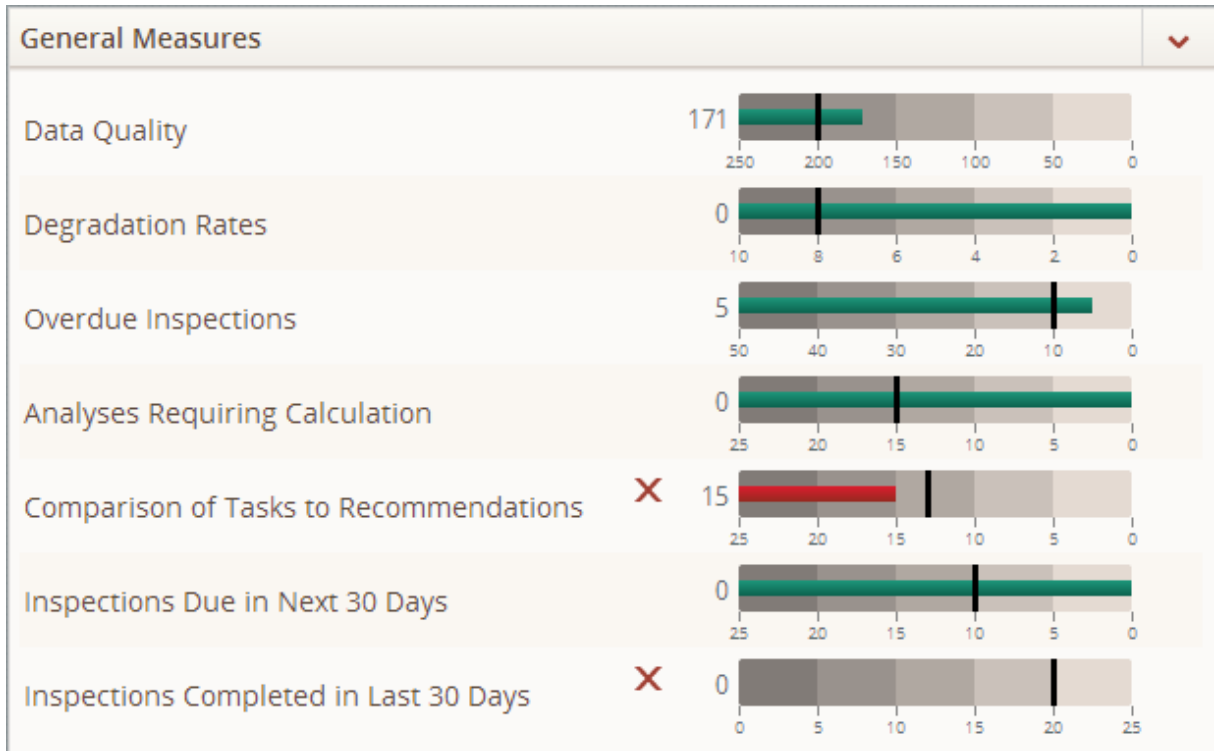 General Measures
Data Quality
171
250 200 150 100 50 0
Degradation Rates
0
10 8 6 4 2 0
Overdue Inspections
5
50 40 30 20 10 0
Analyses Requiring Calculation
0
25 20 15 10 5 0
Comparison of Tasks to Recommendations
15
25 20 15 10 5 0
Inspections Due in Next 30 Days
0
25 20 15 10 5 0
Inspections Completed in Last 30 Days
0
0 5 10 15 20 25